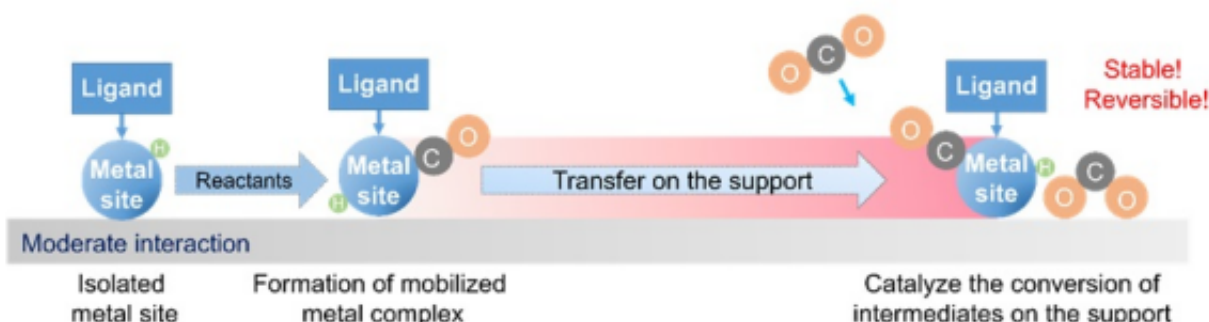 Ligand
Metal
site
H
Reactants
Ligand
Metal
site
H
C
O
Transfer on the support
O
C
O
O
C
Ligand
Metal
site
H
O
C
O
Stable!
Reversible!
Moderate interaction
Isolated
metal site
Formation of mobilized
metal complex
Catalyze the conversion of
intermediates on the support